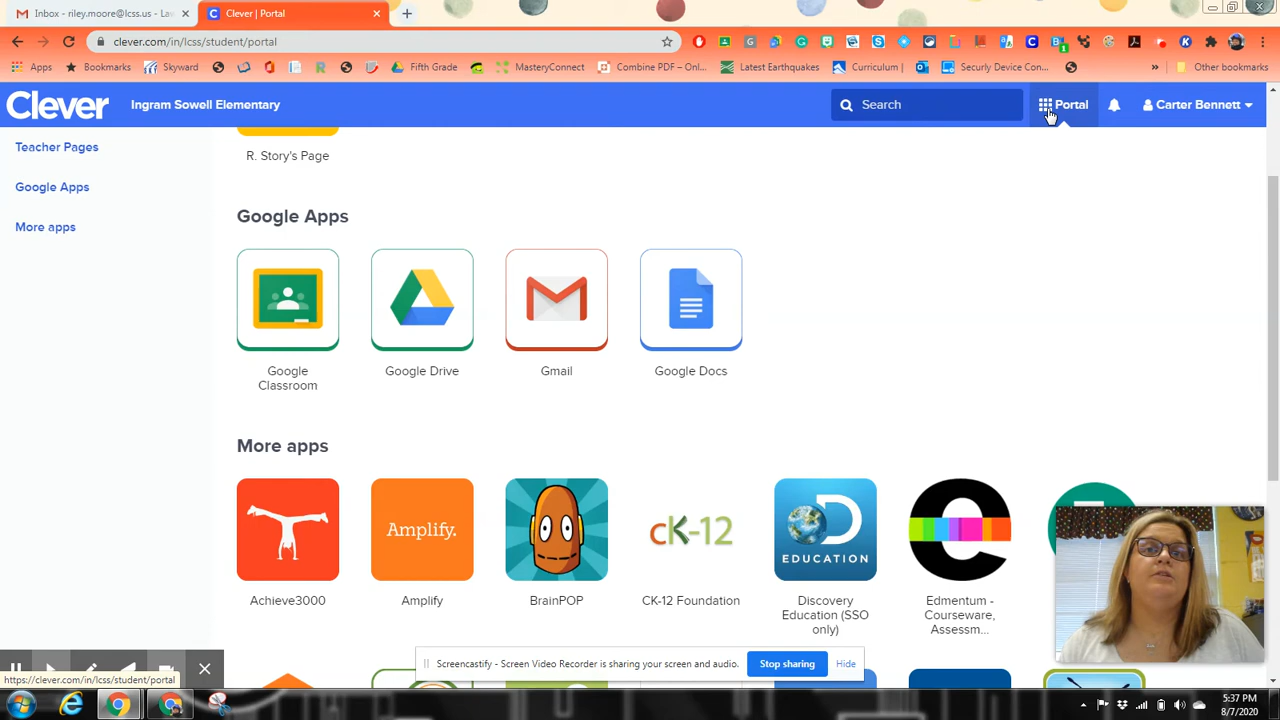 Inbox - riley.moore@lcss.us - La
Clever | Portal
clever.com/in/lcss/student/portal
Apps
Bookmarks
Skyward
Fifth Grade
MasteryConnect
Combine PDF – Onl...
Latest Earthquakes
Curriculum |
Securly Device Con...
»
Other bookmarks
Clever
Ingram Sowell Elementary
Search
Portal
Carter Bennett
Teacher Pages
Google Apps
More apps
R. Story's Page
Google Apps
Google
Classroom
Google Drive
Gmail
Google Docs
More apps
Amplify.
cK-12
D
EDUCATION
Achieve3000
Amplify
BrainPOP
CK-12 Foundation
Discovery
Education (SSO
only)
Edmentum -
Courseware,
Assessm...
Screencastify - Screen Video Recorder is sharing your screen and audio.
Stop sharing
Hide
https://clever.com/in/lcss/student/portal
5:37 PM
8/7/2020